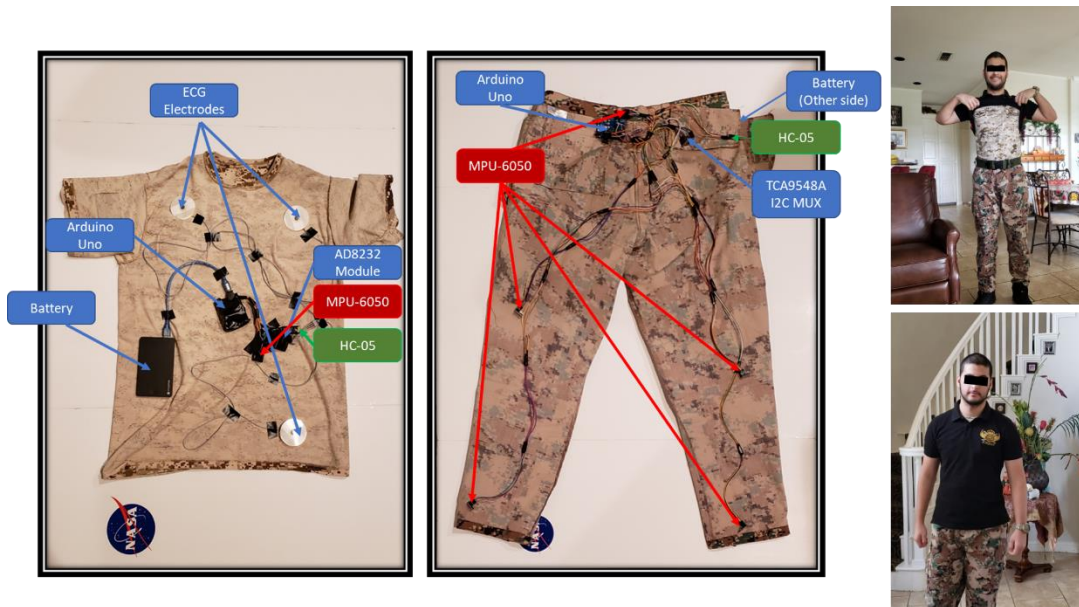 ECG
Electrodes
Arduino
Uno
AD8232
Module
MPU-6050
HC-05
Battery
NASA
Arduino
Uno
Battery
(Other side)
HC-05
MPU-6050
TCA9548A
I2C MUX
NASA